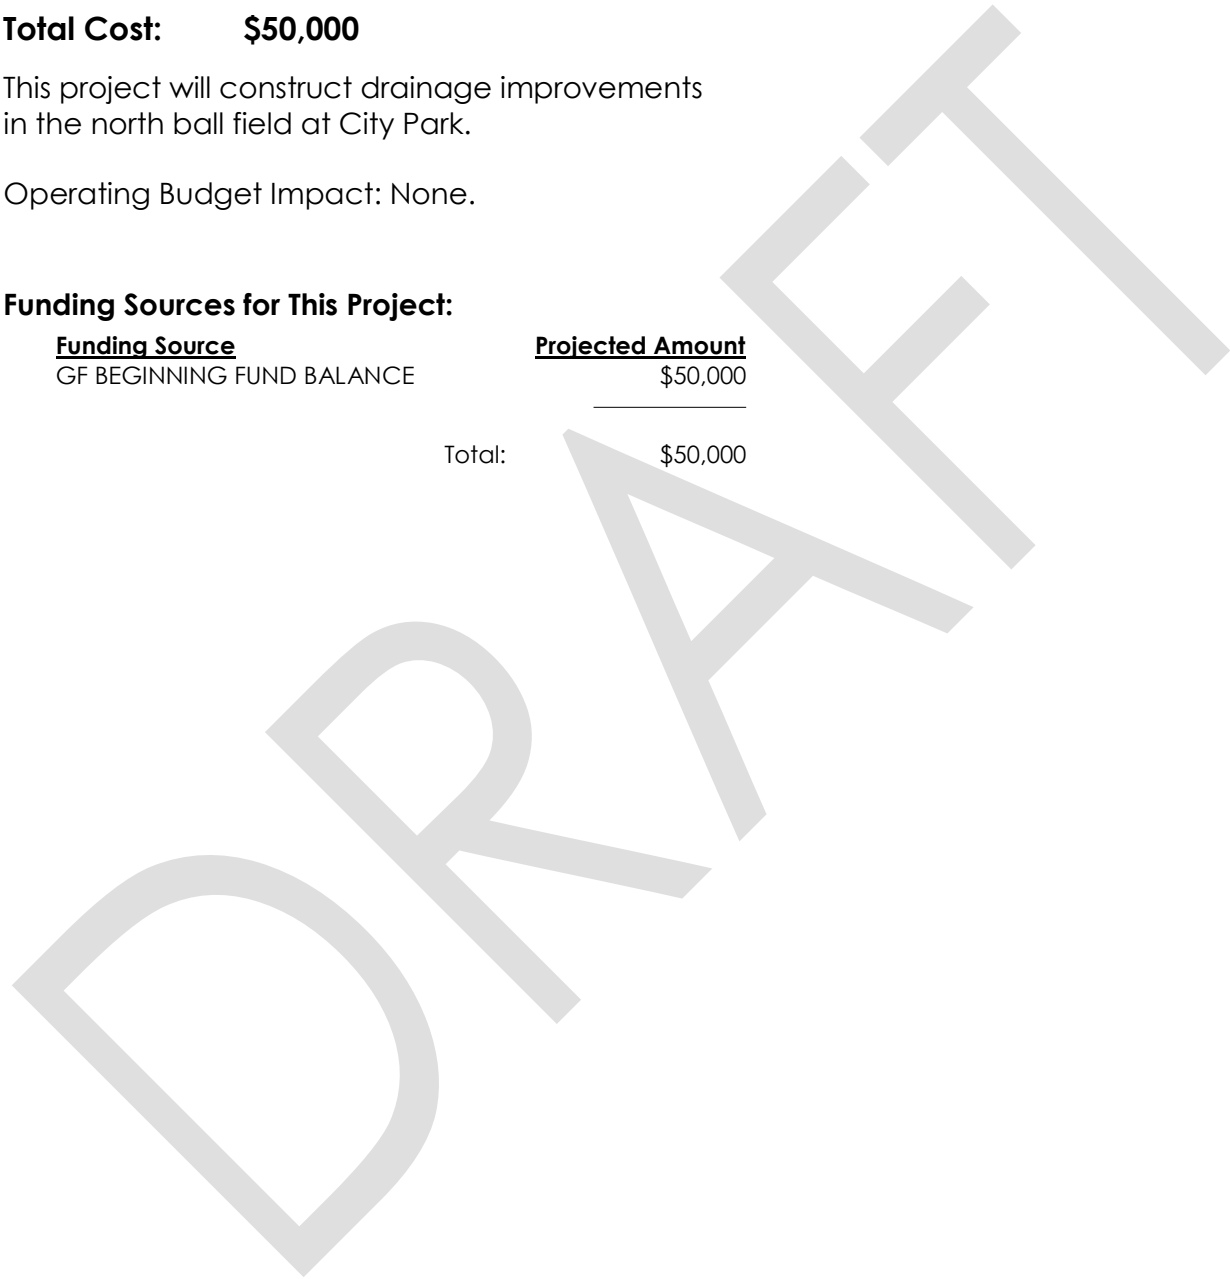 Total Cost: $50,000
This project will construct drainage improvements
in the north ball field at City Park.
Operating Budget Impact: None.
Funding Sources for This Project:
Funding Source Projected Amount
GF BEGINNING FUND BALANCE $50,000
Total: $50,000
DRAFT